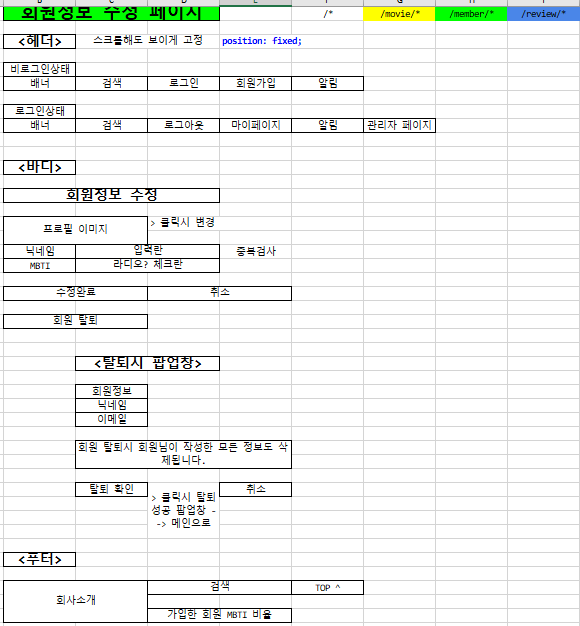 회원정보 수정 페이지 /* /movie/* /member/* /review/*
<헤더> 스크롤해도 보이게 고정 position: fixed;
비로그인상태
배너 검색 로그인 회원가입 알림
로그인상태
배너 검색 로그아웃 마이페이지 알림 관리자 페이지
<바디>
회원정보 수정
프로필 이미지 > 클릭시 변경
닉네임 입력란 중복검사
MBTI 라디오? 체크란
수정완료 취소
회원 탈퇴
<탈퇴시 팝업창>
회원정보
닉네임
이메일
회원 탈퇴시 회원님이 작성한 모든 정보도 삭
제됩니다.
탈퇴 확인 > 클릭시 탈퇴 취소
성공 팝업창 -
-> 메인으로
<푸터>
회사소개 검색 TOP ^
가입한 회원 MBTI 비율